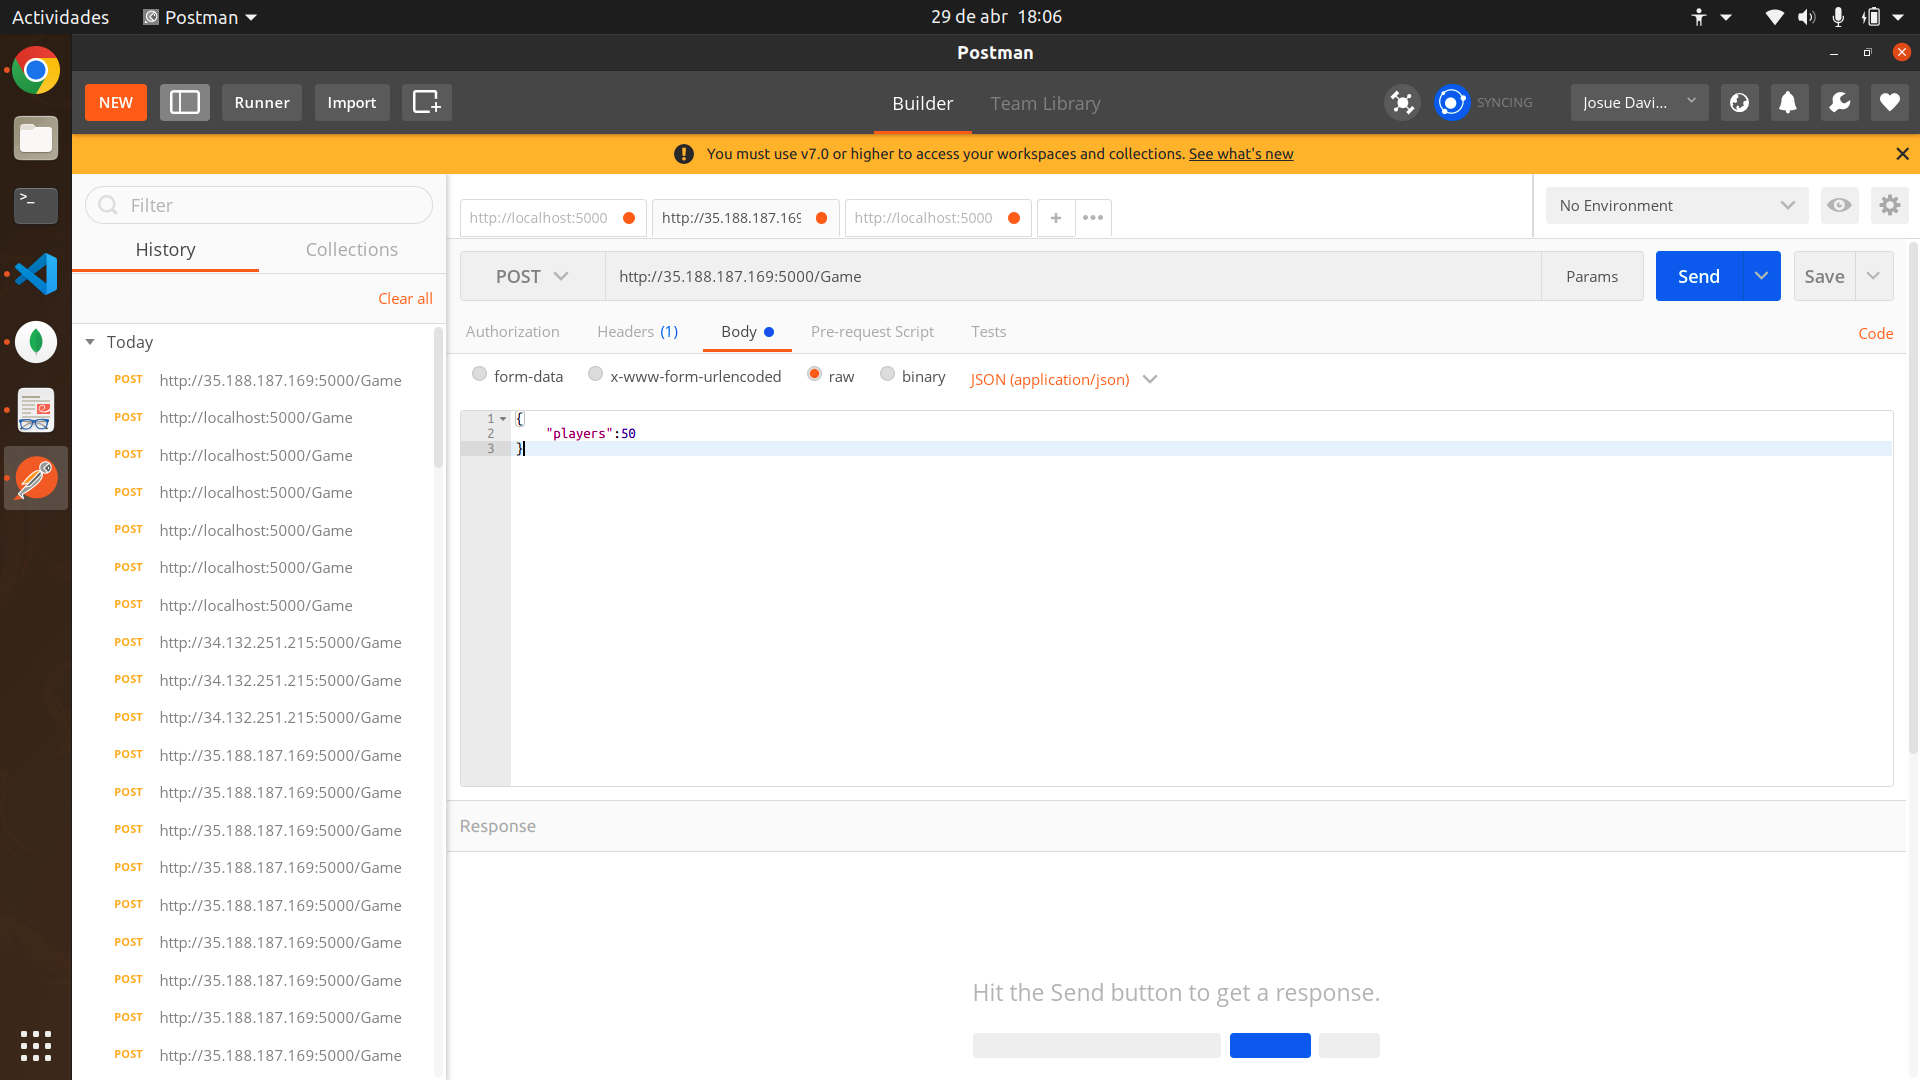 Actividades
Postman
29 de abr 18:06
Postman
NEW
Runner
Import
Builder
Team Library
SYNCING
Josue Davi...
You must use v7.0 or higher to access your workspaces and collections. See what's new
Filter
History
Collections
Clear all
Today
POST http://35.188.187.169:5000/Game
POST http://localhost:5000/Game
POST http://localhost:5000/Game
POST http://localhost:5000/Game
POST http://localhost:5000/Game
POST http://localhost:5000/Game
POST http://localhost:5000/Game
POST http://34.132.251.215:5000/Game
POST http://34.132.251.215:5000/Game
POST http://34.132.251.215:5000/Game
POST http://35.188.187.169:5000/Game
POST http://35.188.187.169:5000/Game
POST http://35.188.187.169:5000/Game
POST http://35.188.187.169:5000/Game
POST http://35.188.187.169:5000/Game
POST http://35.188.187.169:5000/Game
POST http://35.188.187.169:5000/Game
POST http://35.188.187.169:5000/Game
POST http://35.188.187.169:5000/Game
http://localhost:5000
http://35.188.187.169
http://localhost:5000
No Environment
POST
http://35.188.187.169:5000/Game
Params
Send
Save
Authorization
Headers (1)
Body
Pre-request Script
Tests
Code
form-data
x-www-form-urlencoded
raw
binary
JSON (application/json)
1 {
2 "players":50
3 }
Response
Hit the Send button to get a response.